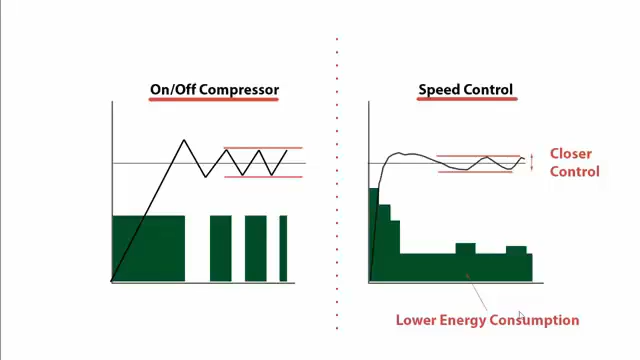 On/Off Compressor
Speed Control
Closer
Control
Lower Energy Consumption